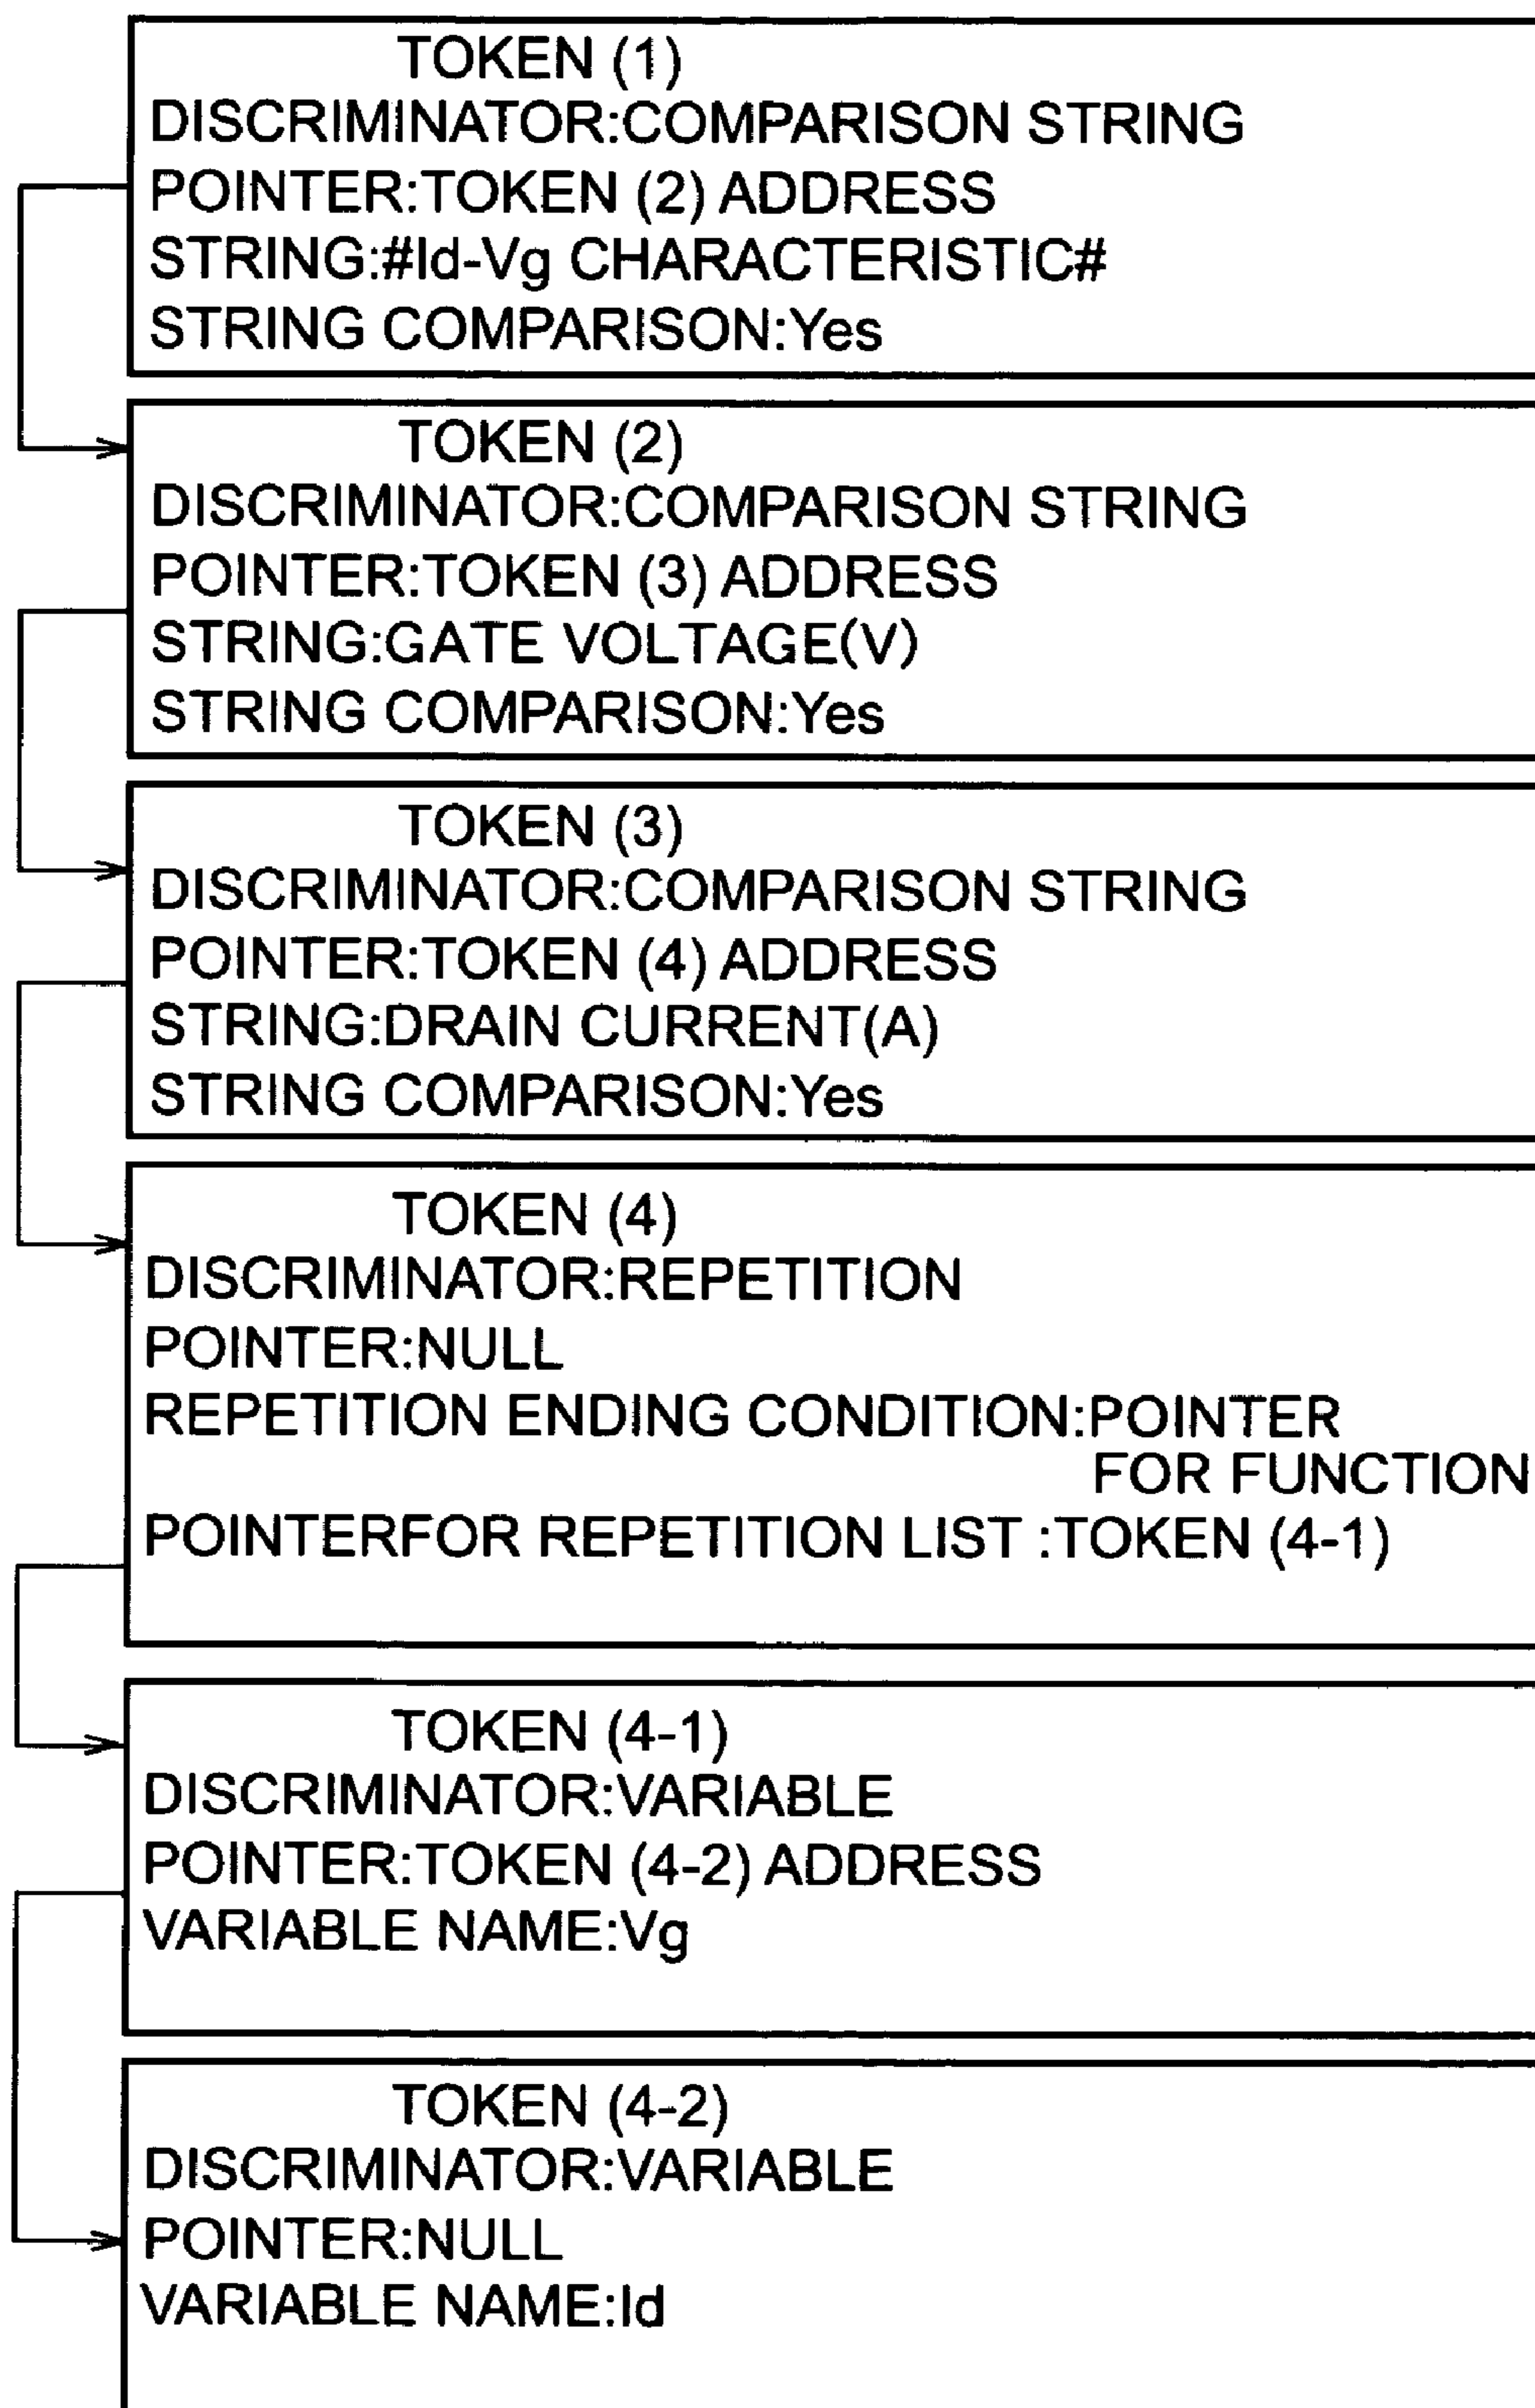 TOKEN (1)
DISCRIMINATOR:COMPARISON STRING
POINTER:TOKEN (2) ADDRESS
STRING:#Id-Vg CHARACTERISTIC#
STRING COMPARISON:Yes
TOKEN (2)
DISCRIMINATOR:COMPARISON STRING
POINTER:TOKEN (3) ADDRESS
STRING:GATE VOLTAGE(V)
STRING COMPARISON:Yes
TOKEN (3)
DISCRIMINATOR:COMPARISON STRING
POINTER:TOKEN (4) ADDRESS
STRING:DRAIN CURRENT(A)
STRING COMPARISON:Yes
TOKEN (4)
DISCRIMINATOR:REPETITION
POINTER:NULL
REPETITION ENDING CONDITION:POINTER
FOR FUNCTION
POINTERFOR REPETITION LIST :TOKEN (4-1)
TOKEN (4-1)
DISCRIMINATOR:VARIABLE
POINTER:TOKEN (4-2) ADDRESS
VARIABLE NAME:Vg
TOKEN (4-2)
DISCRIMINATOR:VARIABLE
POINTER:NULL
VARIABLE NAME:Id